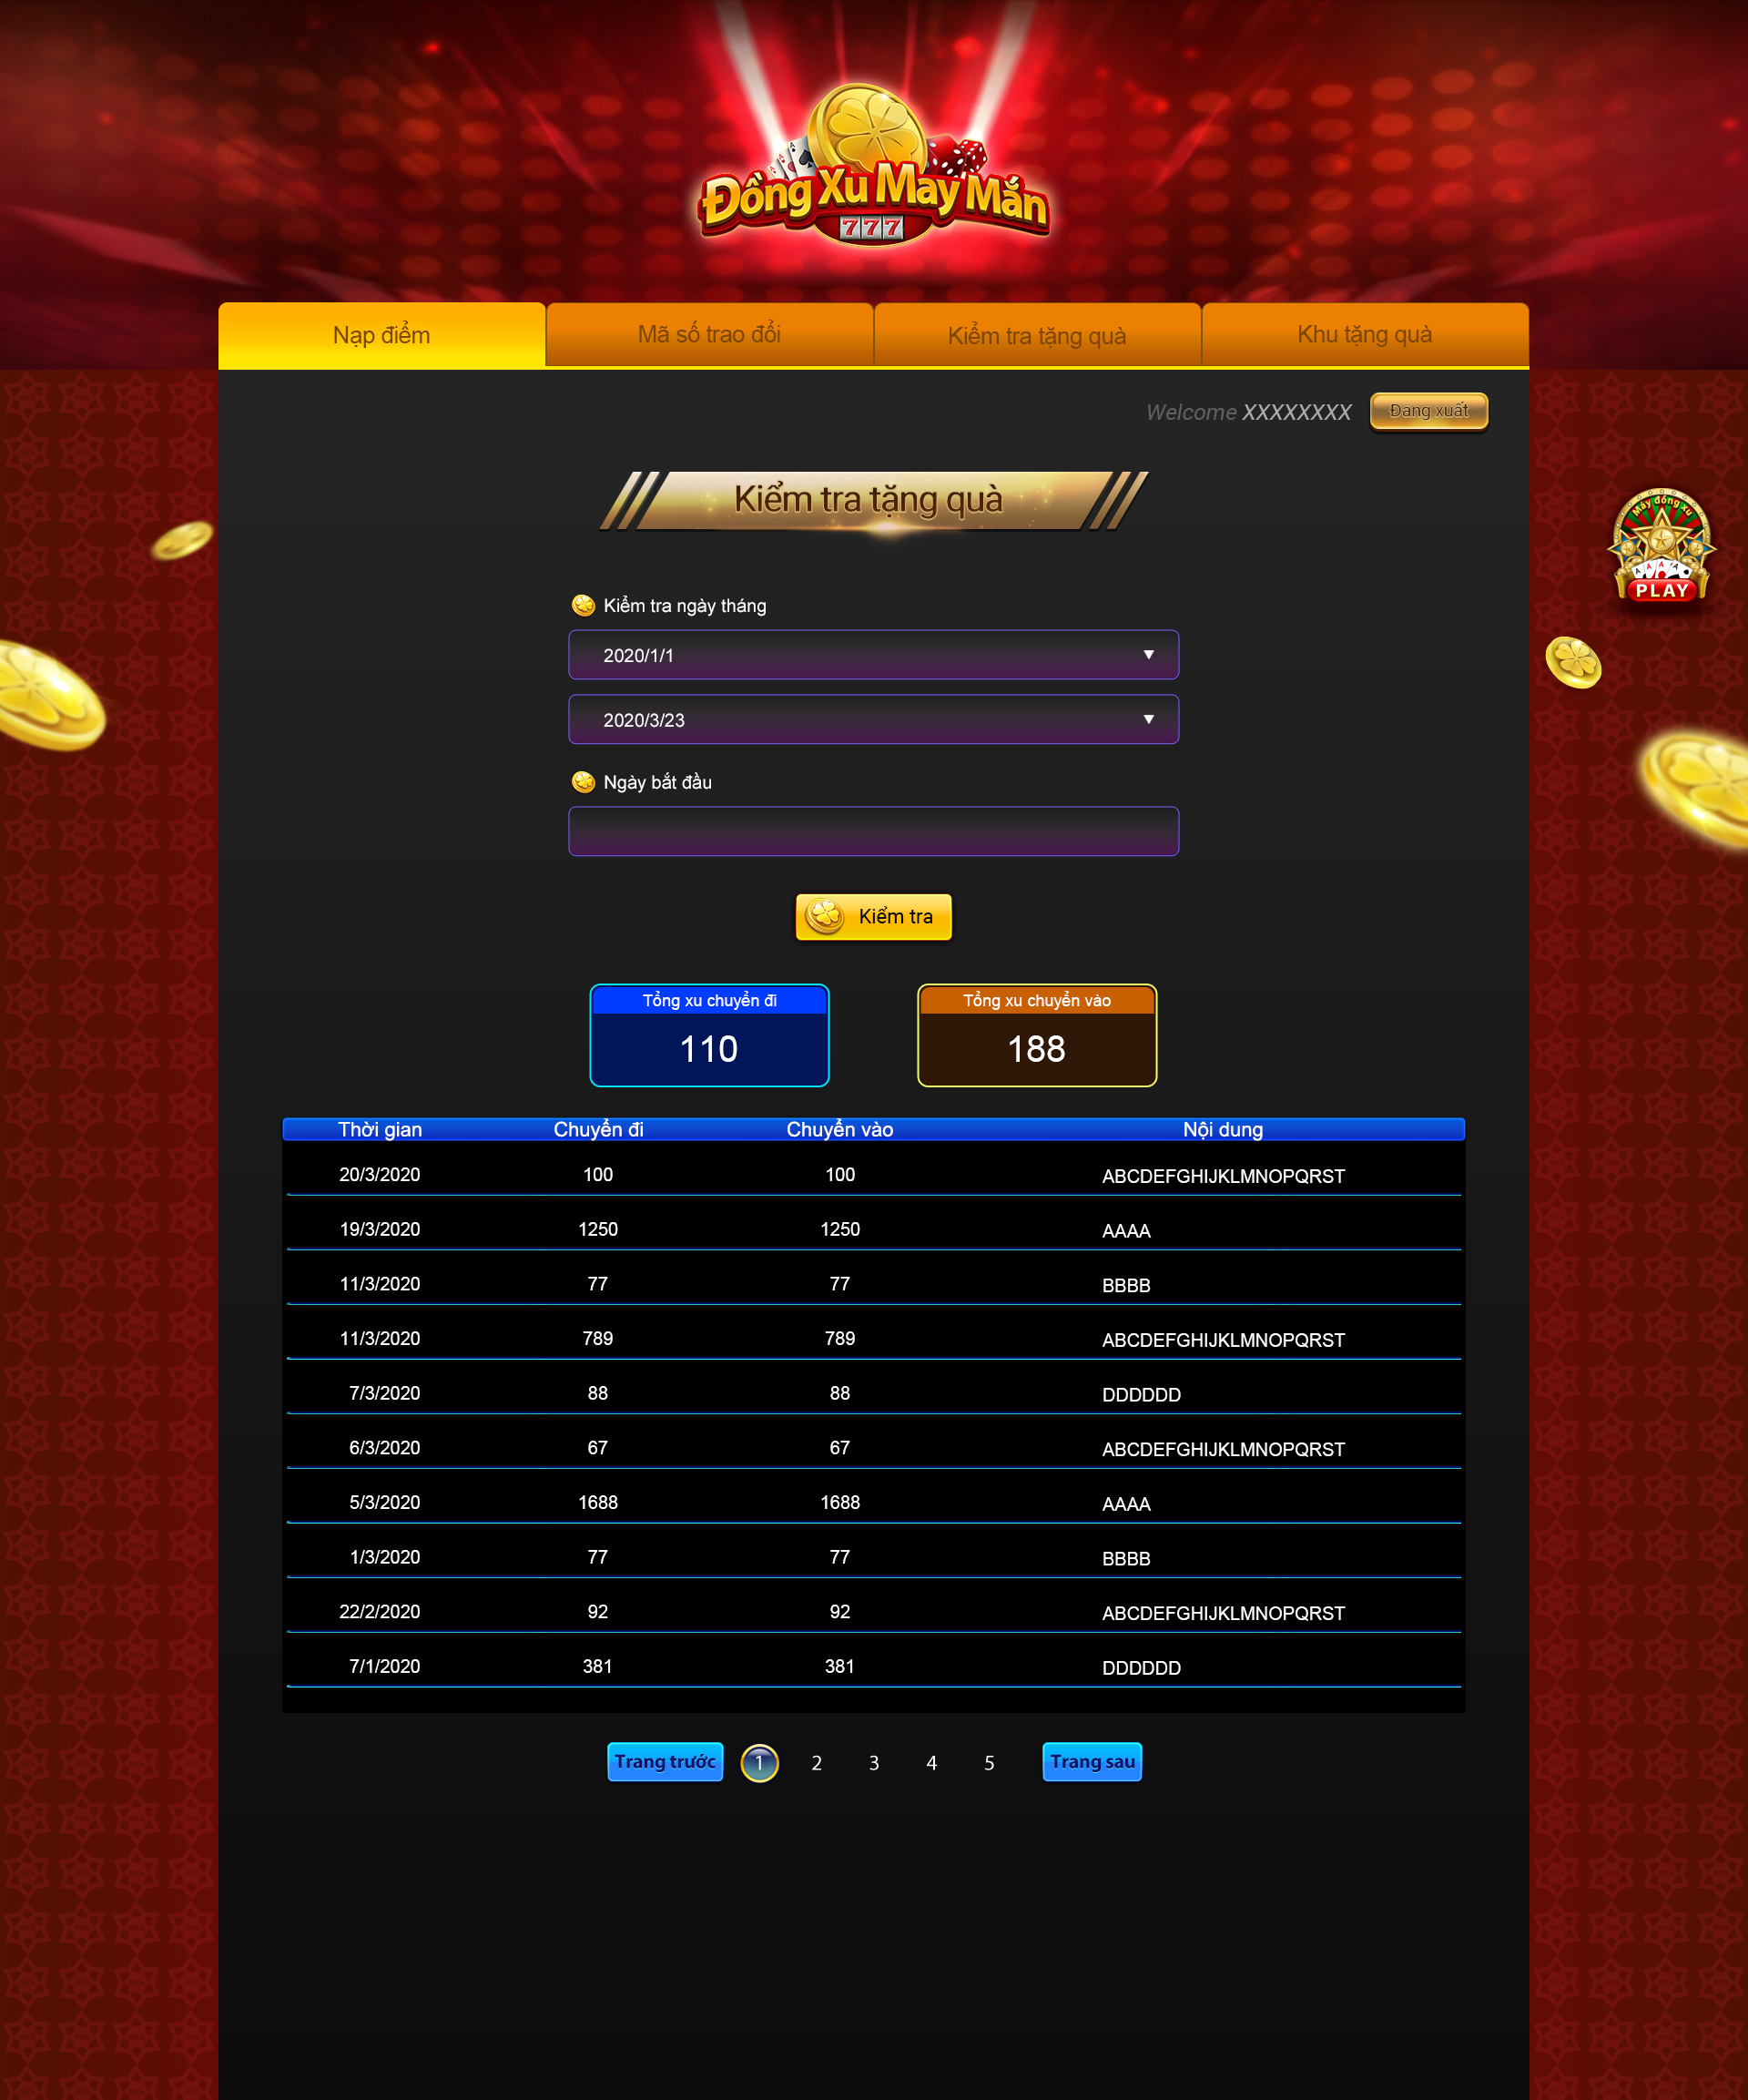 Đồng Xu May Mắn
777
Nạp điểm
Mã số trao đổi
Kiểm tra tặng quà
Khu tặng quà
Welcome XXXXXXXX
Đăng xuất
Kiểm tra tặng quà
Máy đồng xu
A A A A
PLAY
Kiểm tra ngày tháng
2020/1/1 ▼
2020/3/23 ▼
Ngày bắt đầu
Kiểm tra
Tổng xu chuyển đi
110
Tổng xu chuyển vào
188
Thời gian Chuyển đi Chuyển vào Nội dung
20/3/2020 100 100 ABCDEFGHIJKLMNOPQRST
19/3/2020 1250 1250 AAAA
11/3/2020 77 77 BBBB
11/3/2020 789 789 ABCDEFGHIJKLMNOPQRST
7/3/2020 88 88 DDDDDD
6/3/2020 67 67 ABCDEFGHIJKLMNOPQRST
5/3/2020 1688 1688 AAAA
1/3/2020 77 77 BBBB
22/2/2020 92 92 ABCDEFGHIJKLMNOPQRST
7/1/2020 381 381 DDDDDD
Trang trước 1 2 3 4 5 Trang sau